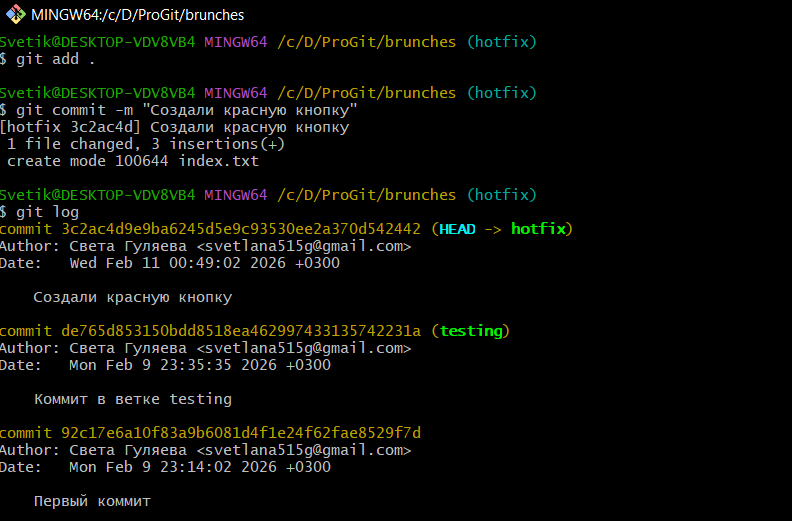 MINGW64:/c/D/ProGit/brunches
Svetik@DESKTOP-VDV8VB4 MINGW64 /c/D/ProGit/brunches (hotfix)
$ git add .
Svetik@DESKTOP-VDV8VB4 MINGW64 /c/D/ProGit/brunches (hotfix)
$ git commit -m "Создали красную кнопку"
[hotfix 3c2ac4d] Создали красную кнопку
1 file changed, 3 insertions(+)
create mode 100644 index.txt
Svetik@DESKTOP-VDV8VB4 MINGW64 /c/D/ProGit/brunches (hotfix)
$ git log
commit 3c2ac4d9e9ba6245d5e9c93530ee2a370d542442 (HEAD -> hotfix)
Author: Света Гуляева <svetlana515g@gmail.com>
Date:   Wed Feb 11 00:49:02 2026 +0300
Создали красную кнопку
commit de765d853150bdd8518ea462997433135742231a (testing)
Author: Света Гуляева <svetlana515g@gmail.com>
Date:   Mon Feb 9 23:35:35 2026 +0300
Коммит в ветке testing
commit 92c17e6a10f83a9b6081d4f1e24f62fae8529f7d
Author: Света Гуляева <svetlana515g@gmail.com>
Date:   Mon Feb 9 23:14:02 2026 +0300
Первый коммит